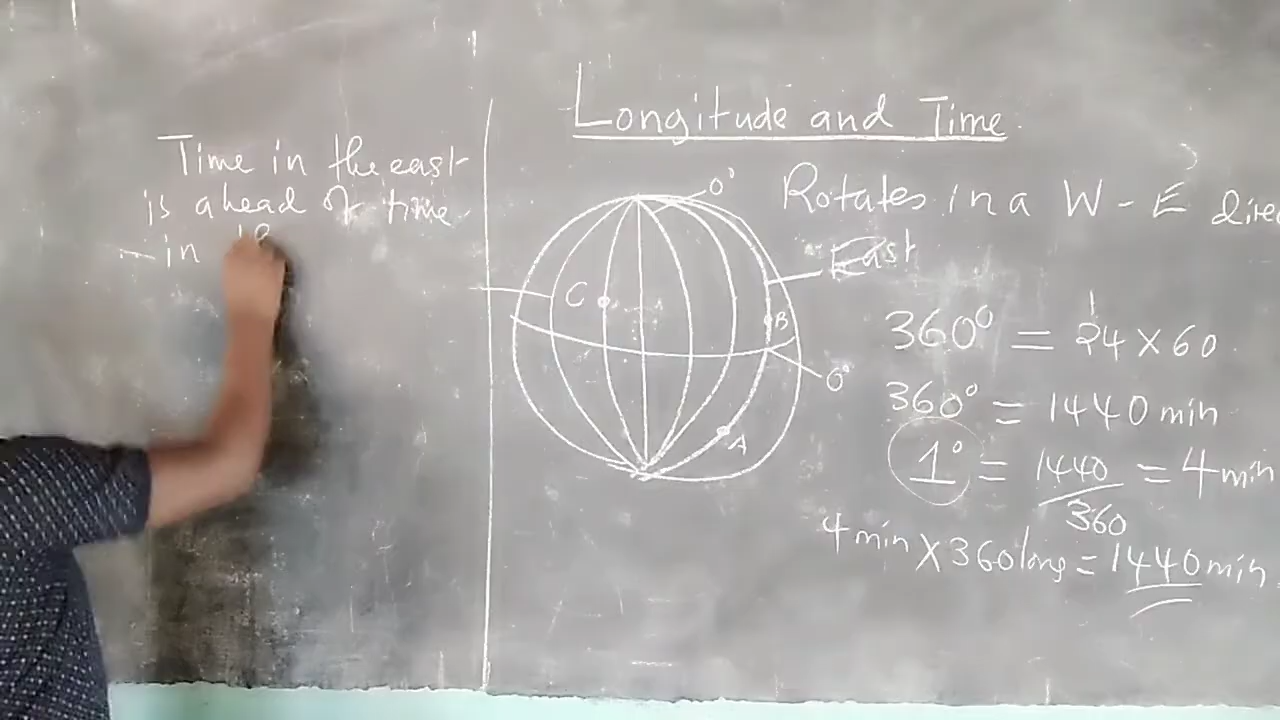 Time in the east
is ahead of time
in
Longitude and Time
Rotates in a W - E dire
0°
East
C
B
0°
A
360° = 24 x 60
360° = 1440 min
1° = 1440/360 = 4 min
4 min x 360 long = 1440 min